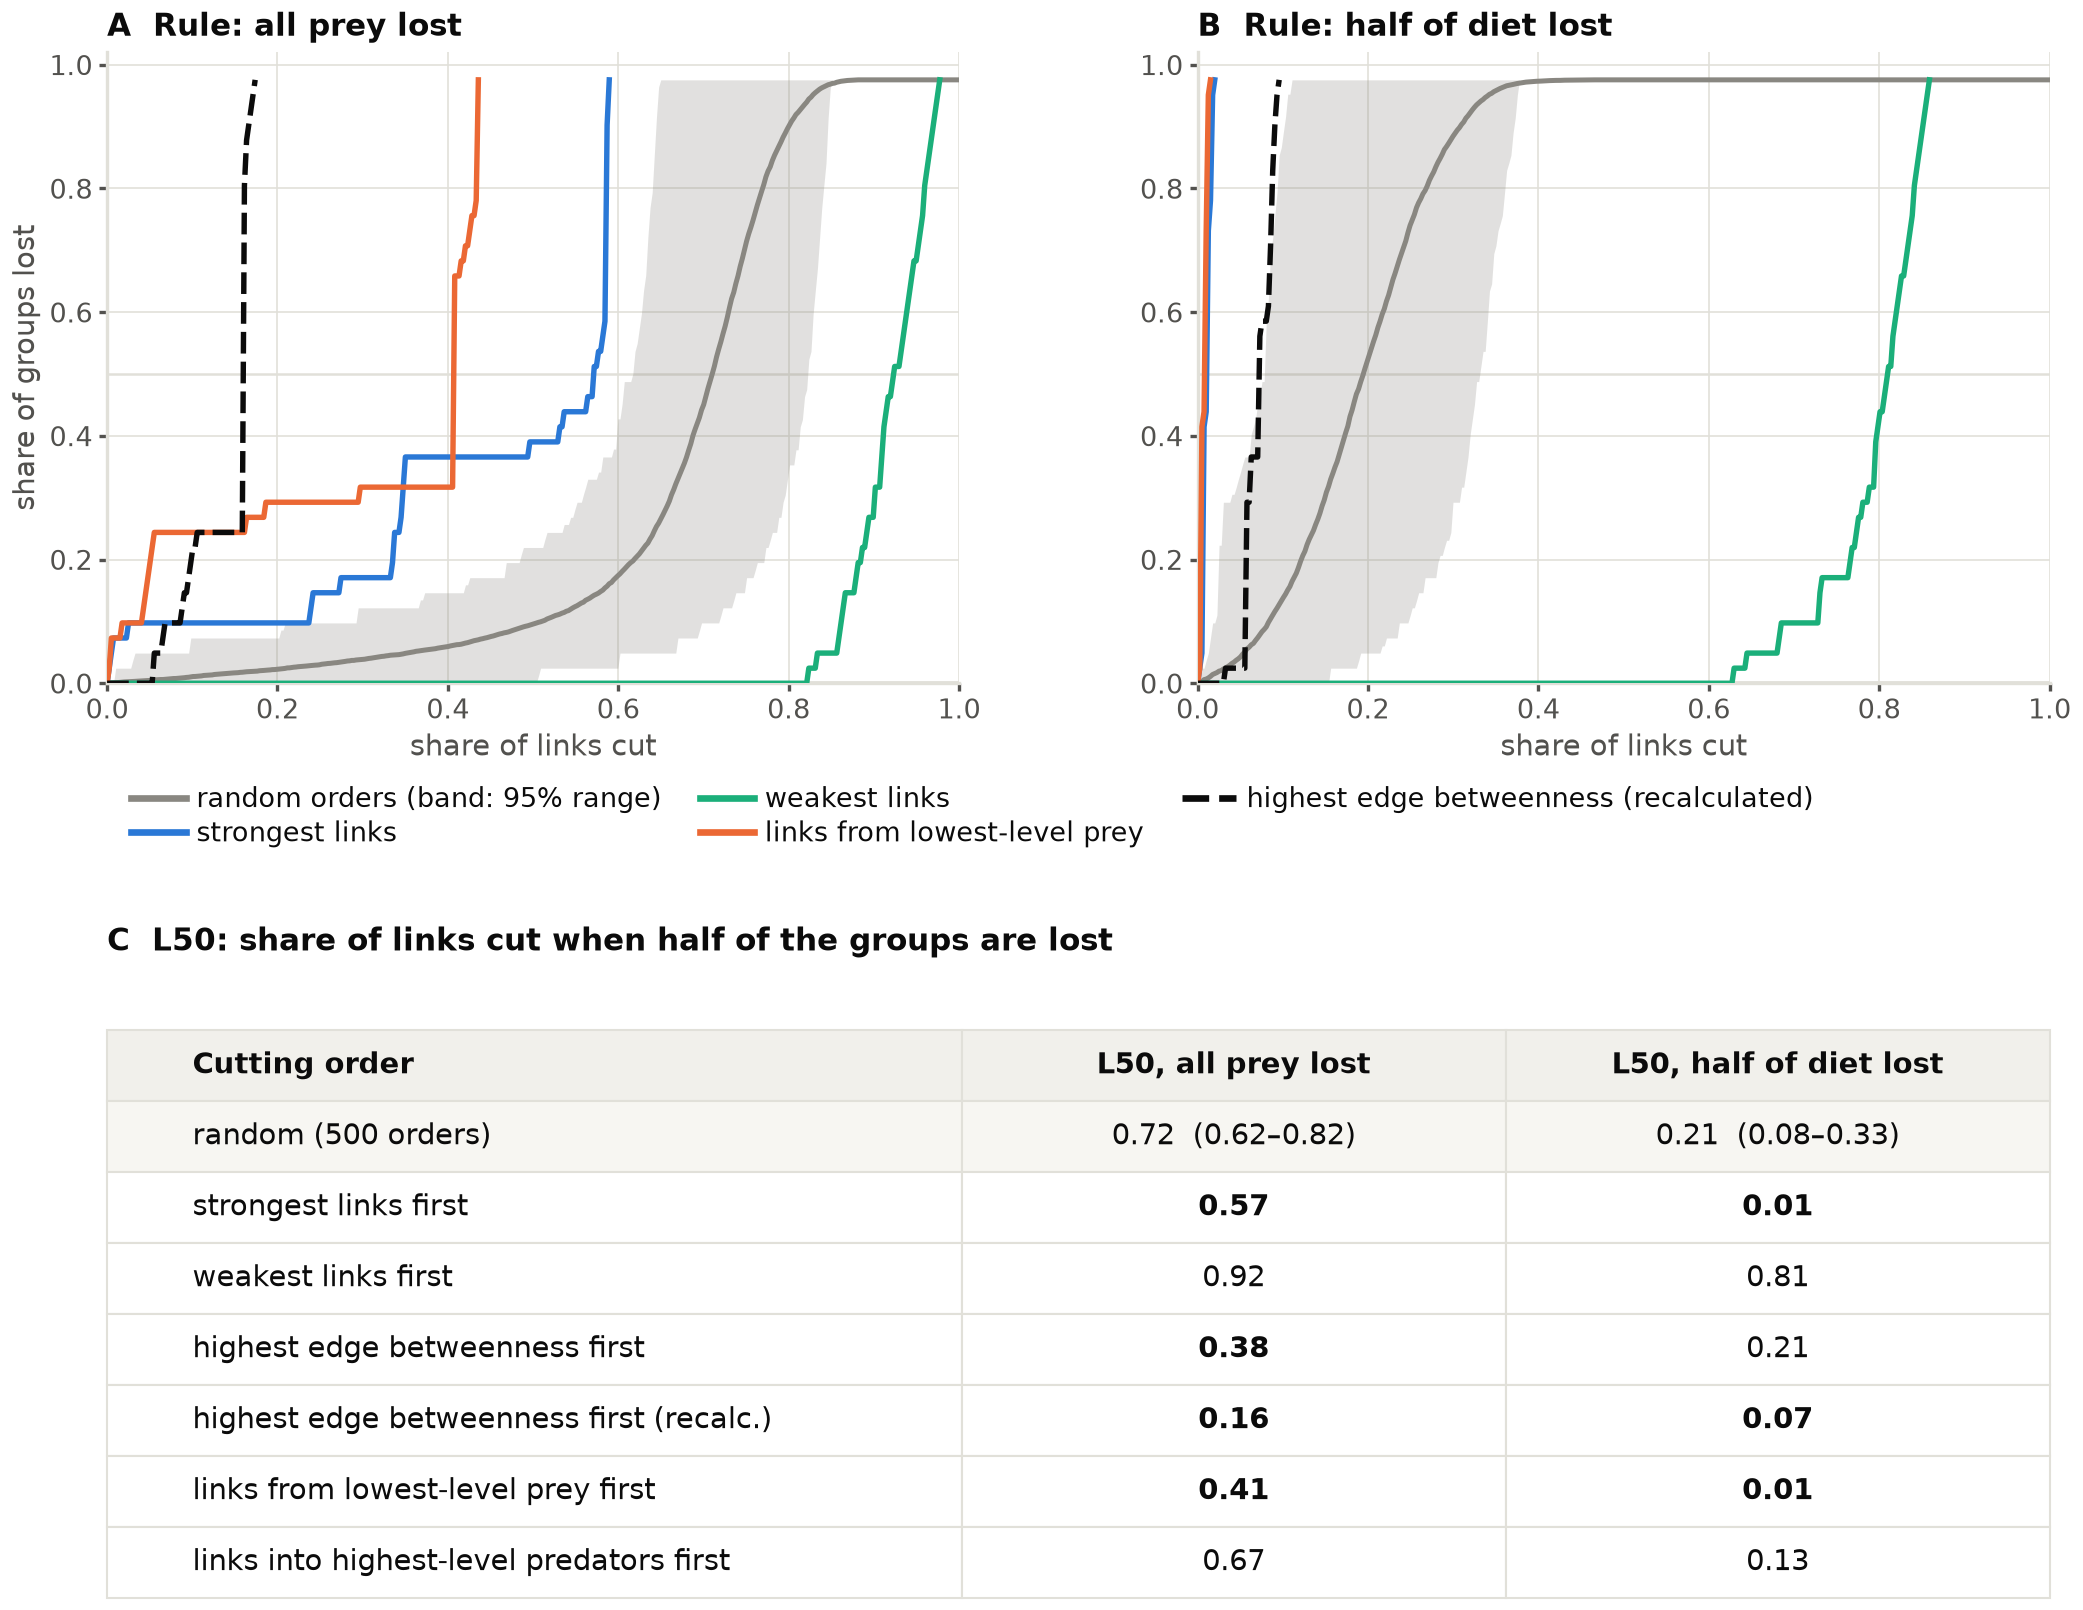 A Rule: all prey lost
B Rule: half of diet lost
share of groups lost
1.0
0.8
0.6
0.4
0.2
0.0
0.0 0.2 0.4 0.6 0.8 1.0
share of links cut
1.0
0.8
0.6
0.4
0.2
0.0
0.0 0.2 0.4 0.6 0.8 1.0
share of links cut
random orders (band: 95% range)
strongest links
weakest links
links from lowest-level prey
highest edge betweenness (recalculated)
C L50: share of links cut when half of the groups are lost
Cutting order L50, all prey lost L50, half of diet lost
random (500 orders) 0.72 (0.62–0.82) 0.21 (0.08–0.33)
strongest links first 0.57 0.01
weakest links first 0.92 0.81
highest edge betweenness first 0.38 0.21
highest edge betweenness first (recalc.) 0.16 0.07
links from lowest-level prey first 0.41 0.01
links into highest-level predators first 0.67 0.13